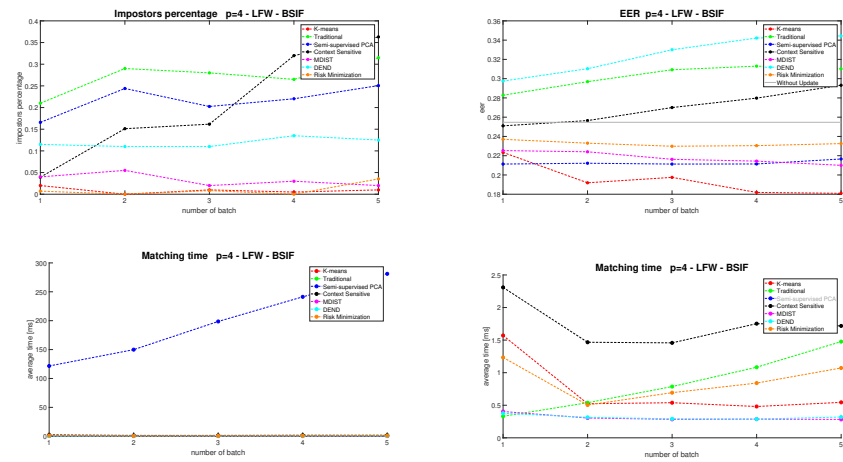 Impostors percentage p=4 - LFW - BSIF
0.4
0.35
0.3
0.25
0.2
0.15
0.1
0.05
0
impostors percentage
1
2
3
4
5
number of batch
K-means
Traditional
Semi-supervised PCA
Context Sensitive
MDIST
DEND
Risk Minimization
EER p=4 - LFW - BSIF
0.36
0.34
0.32
0.3
0.28
0.26
0.24
0.22
0.2
0.18
eer
1
2
3
4
5
number of batch
K-means
Traditional
Semi-supervised PCA
Context Sensitive
MDIST
DEND
Risk Minimization
Without Update
Matching time p=4 - LFW - BSIF
300
250
200
150
100
50
0
average time [ms]
1
2
3
4
5
number of batch
K-means
Traditional
Semi-supervised PCA
Context Sensitive
MDIST
DEND
Risk Minimization
Matching time p=4 - LFW - BSIF
2.5
2
1.5
1
0.5
0
average time [ms]
1
2
3
4
5
number of batch
K-means
Traditional
Semi-supervised PCA
Context Sensitive
MDIST
DEND
Risk Minimization